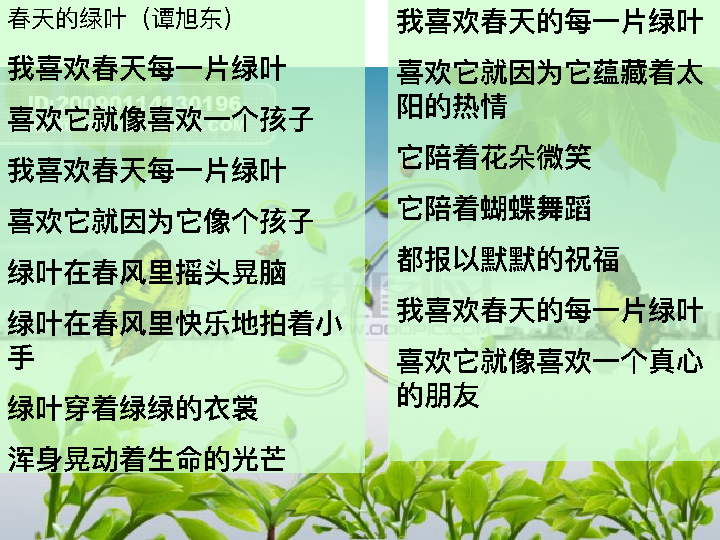 春天的绿叶（谭旭东）
我喜欢春天每一片绿叶
喜欢它就像喜欢一个孩子
我喜欢春天每一片绿叶
喜欢它就因为它像个孩子
绿叶在春风里摇头晃脑
绿叶在春风里快乐地拍着小
手
绿叶穿着绿绿的衣裳
浑身晃动着生命的光芒
我喜欢春天的每一片绿叶
喜欢它就因为它蕴藏着太
阳的热情
它陪着花朵微笑
它陪着蝴蝶舞蹈
都报以默默的祝福
我喜欢春天的每一片绿叶
喜欢它就像喜欢一个真心
的朋友
ID:20090114130196